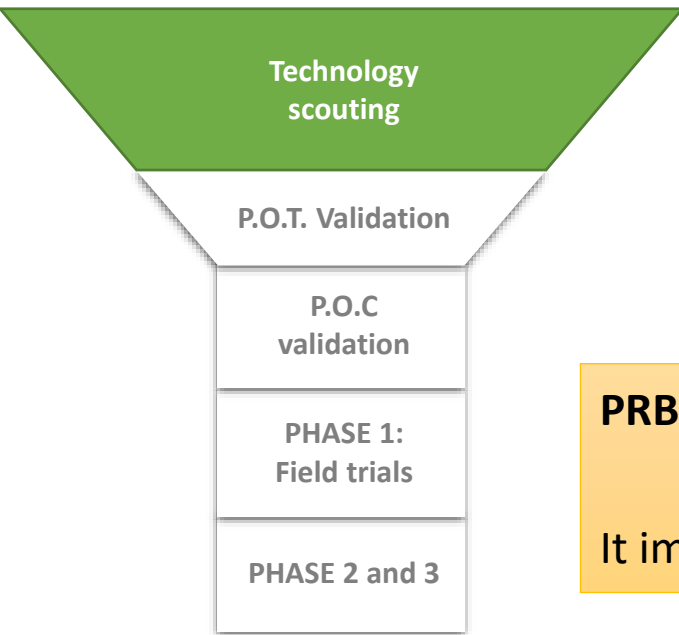 Technology
scouting
P.O.T. Validation
P.O.C
validation
PHASE 1:
Field trials
PHASE 2 and 3
PRB
It im